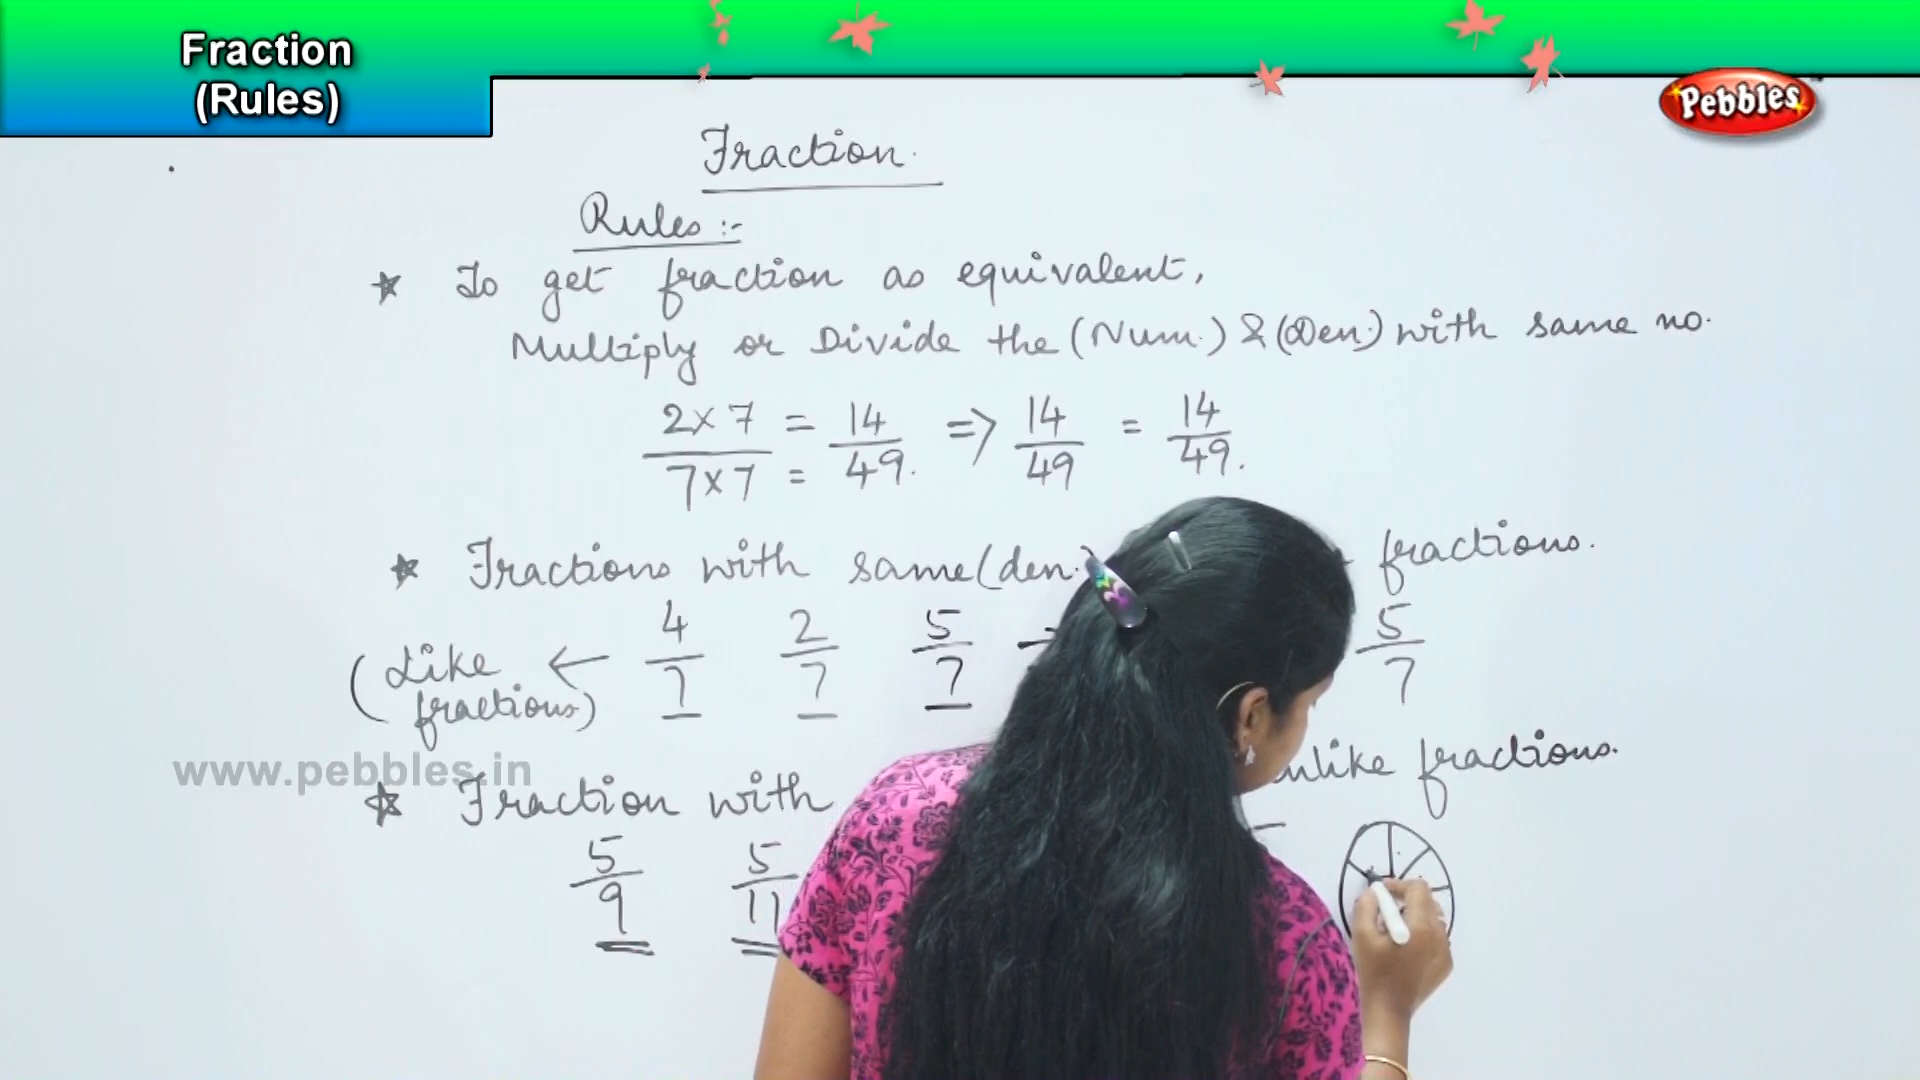 Fraction
(Rules)
Pebbles
Fraction.
Rules :-
★ To get fraction as equivalent,
Multiply or Divide the (Num.) & (Den.) with same no.
2 × 7 = 14 ⇒ 14 = 14
7 × 7 = 49. 49 49.
★ Fractions with same (den.) fractions.
4 2 5 5
(Like ← 7 7 7 7
fractions)
www.pebbles.in
★ Fraction with unlike fractions.
5 5
9 11